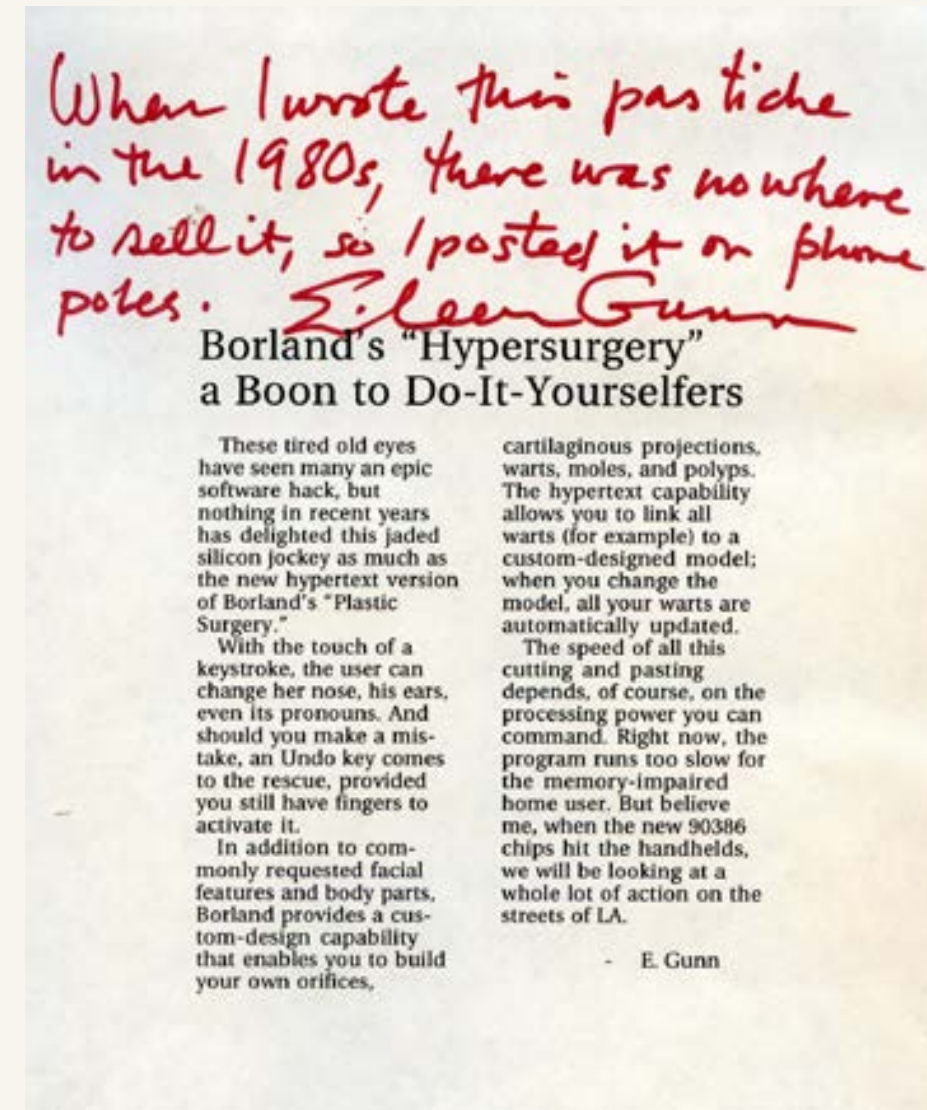 When I wrote this pastiche
in the 1980s, there was nowhere
to sell it, so I posted it on phone
poles. Eileen Gunn
Borland's "Hypersurgery"
a Boon to Do-It-Yourselfers
These tired old eyes
have seen many an epic
software hack, but
nothing in recent years
has delighted this jaded
silicon jockey as much as
the new hypertext version
of Borland's "Plastic
Surgery."
With the touch of a
keystroke, the user can
change her nose, his ears,
even its pronouns. And
should you make a mis-
take, an Undo key comes
to the rescue, provided
you still have fingers to
activate it.
In addition to com-
monly requested facial
features and body parts,
Borland provides a cus-
tom-design capability
that enables you to build
your own orifices,
cartilaginous projections,
warts, moles, and polyps.
The hypertext capability
allows you to link all
warts (for example) to a
custom-designed model;
when you change the
model, all your warts are
automatically updated.
The speed of all this
cutting and pasting
depends, of course, on the
processing power you can
command. Right now, the
program runs too slow for
the memory-impaired
home user. But believe
me, when the new 90386
chips hit the handhelds,
we will be looking at a
whole lot of action on the
streets of LA.
- E. Gunn